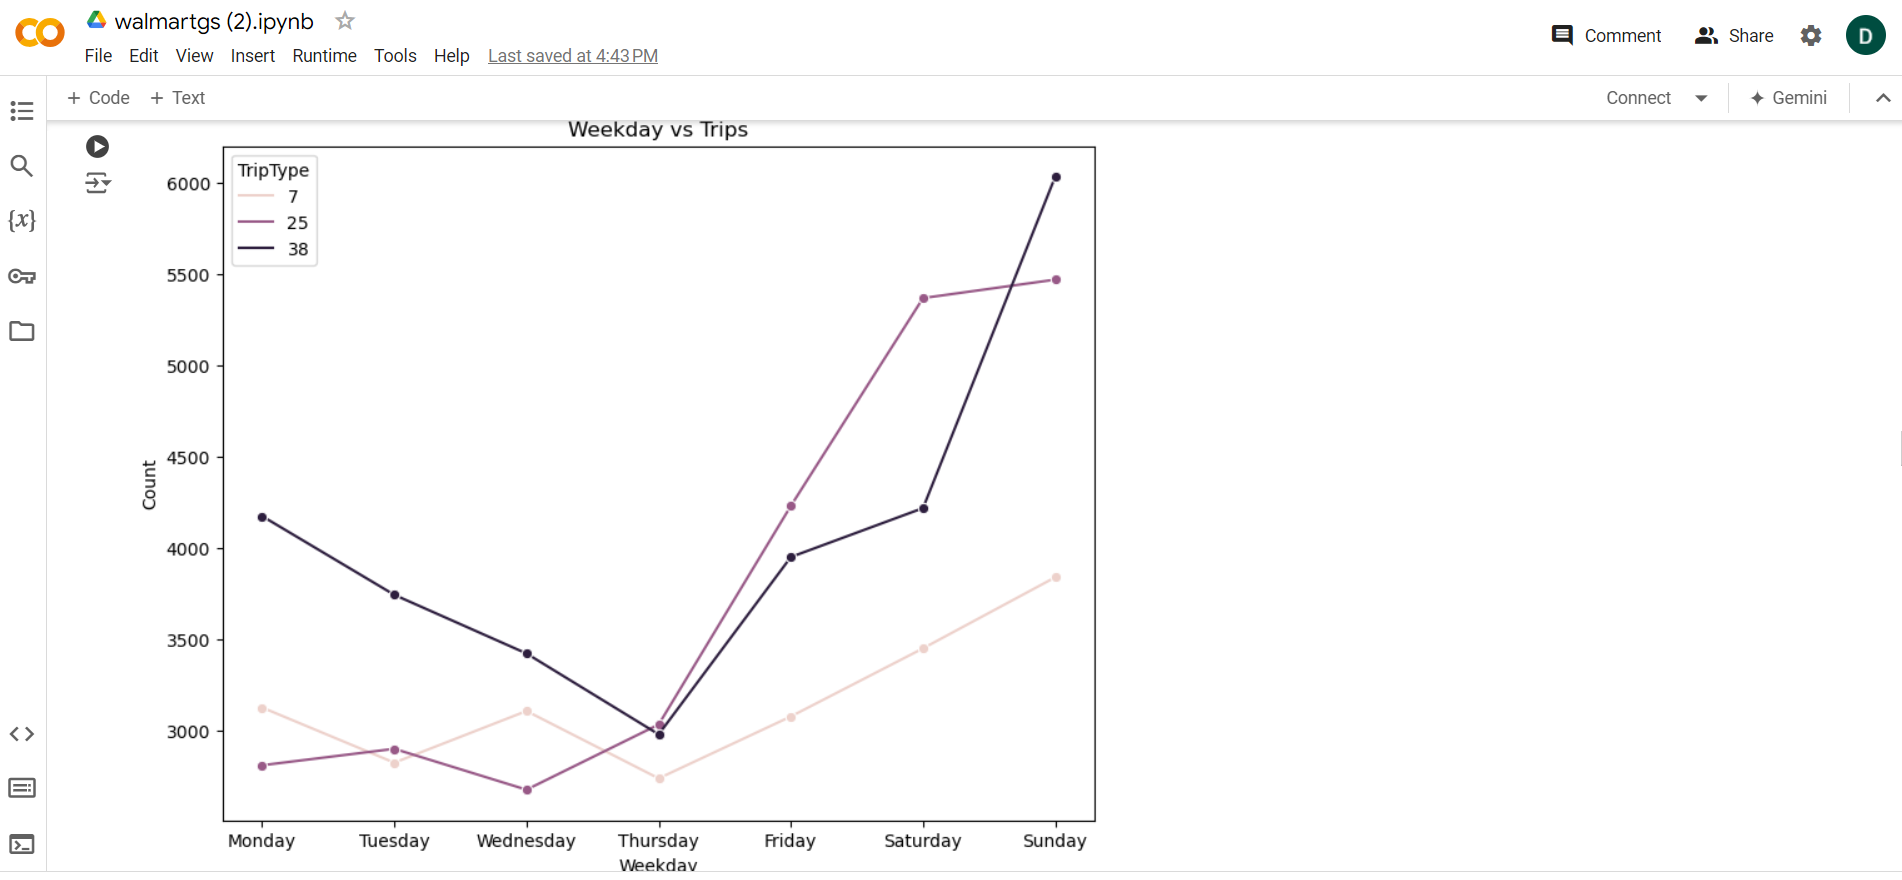 walmartgs (2).ipynb
File Edit View Insert Runtime Tools Help Last saved at 4:43 PM
Comment Share D
+ Code + Text
Connect Gemini
{x}
Weekday vs Trips
TripType
7
25
38
6000
5500
5000
4500
4000
3500
3000
Count
Monday Tuesday Wednesday Thursday Friday Saturday Sunday
Weekday